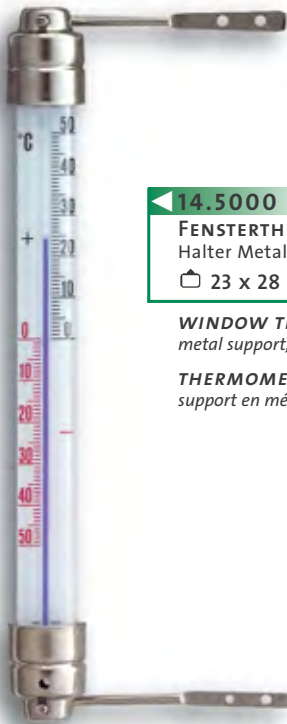 °C
50
40
30
+
20
10
0
0
10
20
30
40
50
−
14.5000
FENSTERTH
Halter Metal
23 x 28
WINDOW T
metal support,
THERMOME
support en mé